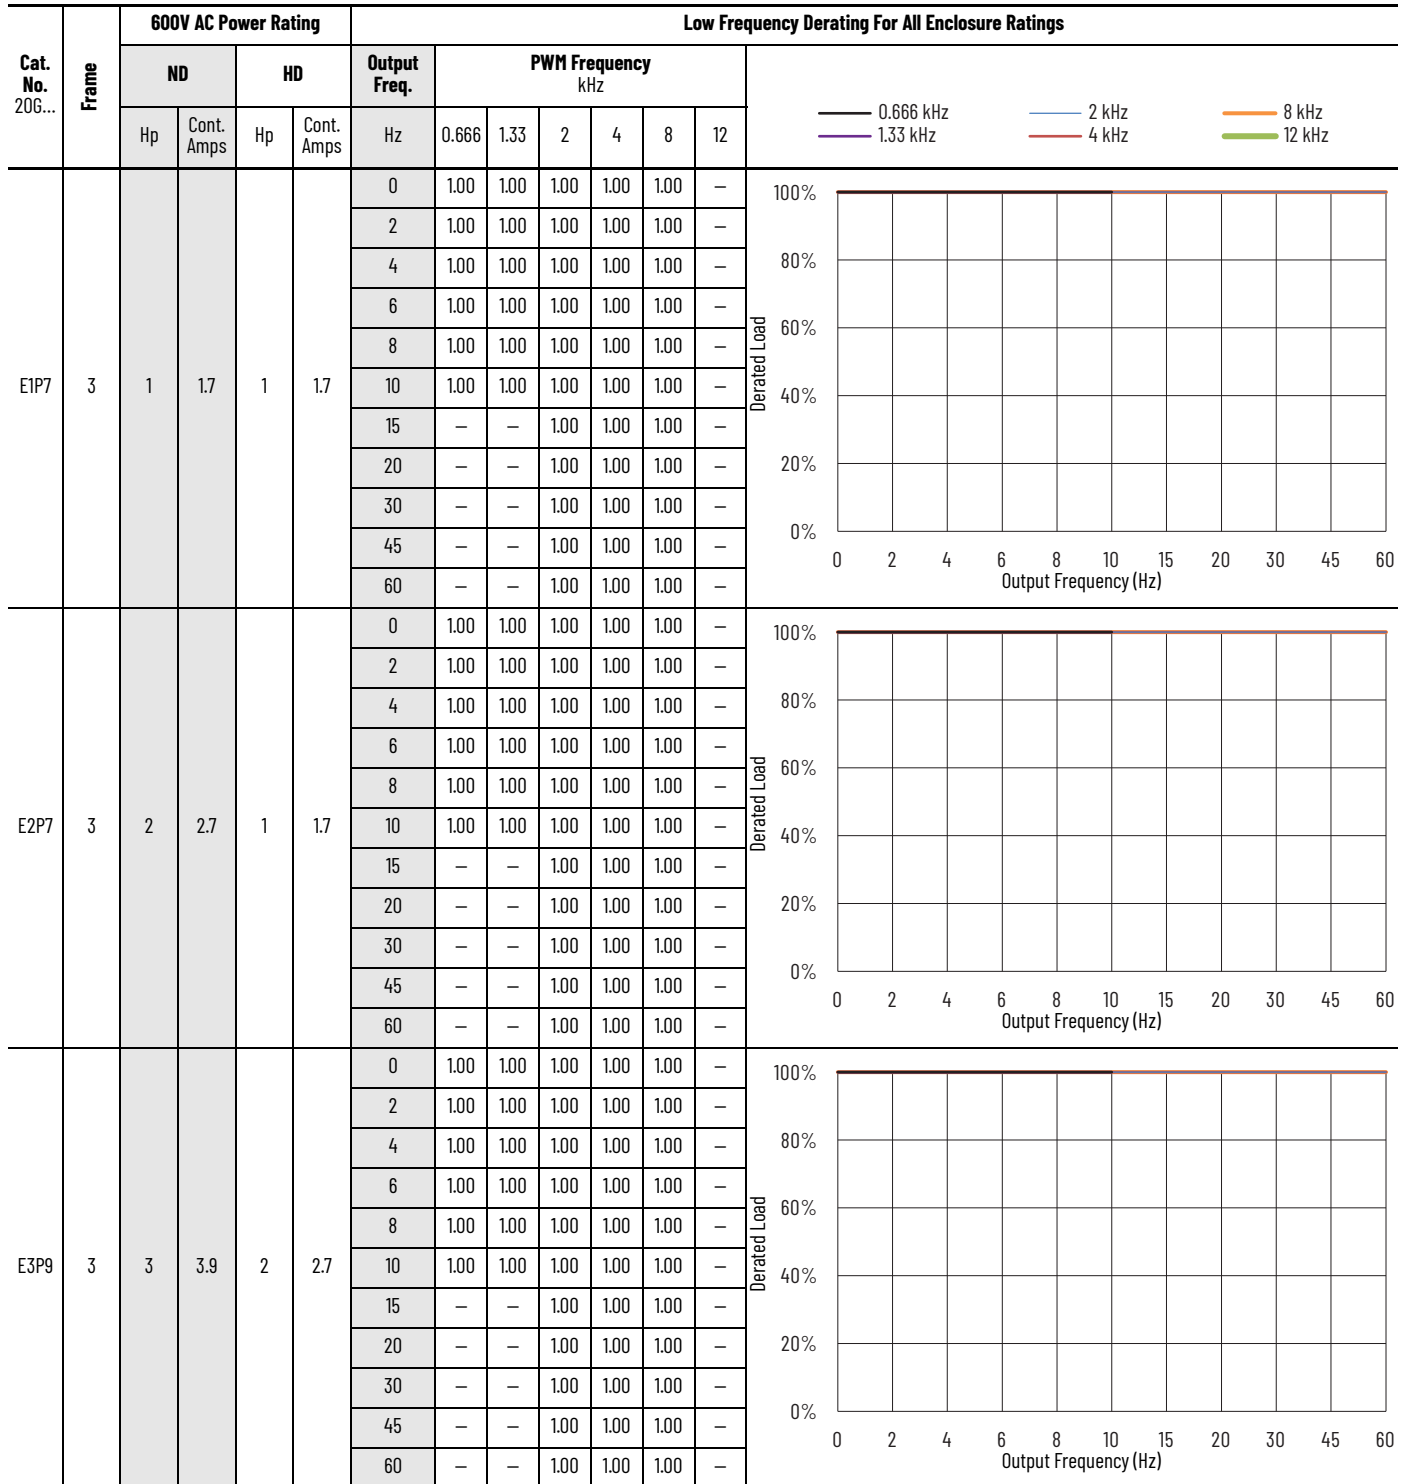 600V AC Power Rating Low Frequency Derating For All Enclosure Ratings
Cat. No. 20G... Frame ND HD Output Freq. PWM Frequency kHz
Hp Cont. Amps Hp Cont. Amps Hz 0.666 1.33 2 4 8 12
0.666 kHz 2 kHz 8 kHz
1.33 kHz 4 kHz 12 kHz
E1P7 3 1 1.7 1 1.7
0 1.00 1.00 1.00 1.00 1.00 –
2 1.00 1.00 1.00 1.00 1.00 –
4 1.00 1.00 1.00 1.00 1.00 –
6 1.00 1.00 1.00 1.00 1.00 –
8 1.00 1.00 1.00 1.00 1.00 –
10 1.00 1.00 1.00 1.00 1.00 –
15 – – 1.00 1.00 1.00 –
20 – – 1.00 1.00 1.00 –
30 – – 1.00 1.00 1.00 –
45 – – 1.00 1.00 1.00 –
60 – – 1.00 1.00 1.00 –
Derated Load
100%
80%
60%
40%
20%
0%
0 2 4 6 8 10 15 20 30 45 60
Output Frequency (Hz)
E2P7 3 2 2.7 1 1.7
0 1.00 1.00 1.00 1.00 1.00 –
2 1.00 1.00 1.00 1.00 1.00 –
4 1.00 1.00 1.00 1.00 1.00 –
6 1.00 1.00 1.00 1.00 1.00 –
8 1.00 1.00 1.00 1.00 1.00 –
10 1.00 1.00 1.00 1.00 1.00 –
15 – – 1.00 1.00 1.00 –
20 – – 1.00 1.00 1.00 –
30 – – 1.00 1.00 1.00 –
45 – – 1.00 1.00 1.00 –
60 – – 1.00 1.00 1.00 –
Derated Load
100%
80%
60%
40%
20%
0%
0 2 4 6 8 10 15 20 30 45 60
Output Frequency (Hz)
E3P9 3 3 3.9 2 2.7
0 1.00 1.00 1.00 1.00 1.00 –
2 1.00 1.00 1.00 1.00 1.00 –
4 1.00 1.00 1.00 1.00 1.00 –
6 1.00 1.00 1.00 1.00 1.00 –
8 1.00 1.00 1.00 1.00 1.00 –
10 1.00 1.00 1.00 1.00 1.00 –
15 – – 1.00 1.00 1.00 –
20 – – 1.00 1.00 1.00 –
30 – – 1.00 1.00 1.00 –
45 – – 1.00 1.00 1.00 –
60 – – 1.00 1.00 1.00 –
Derated Load
100%
80%
60%
40%
20%
0%
0 2 4 6 8 10 15 20 30 45 60
Output Frequency (Hz)